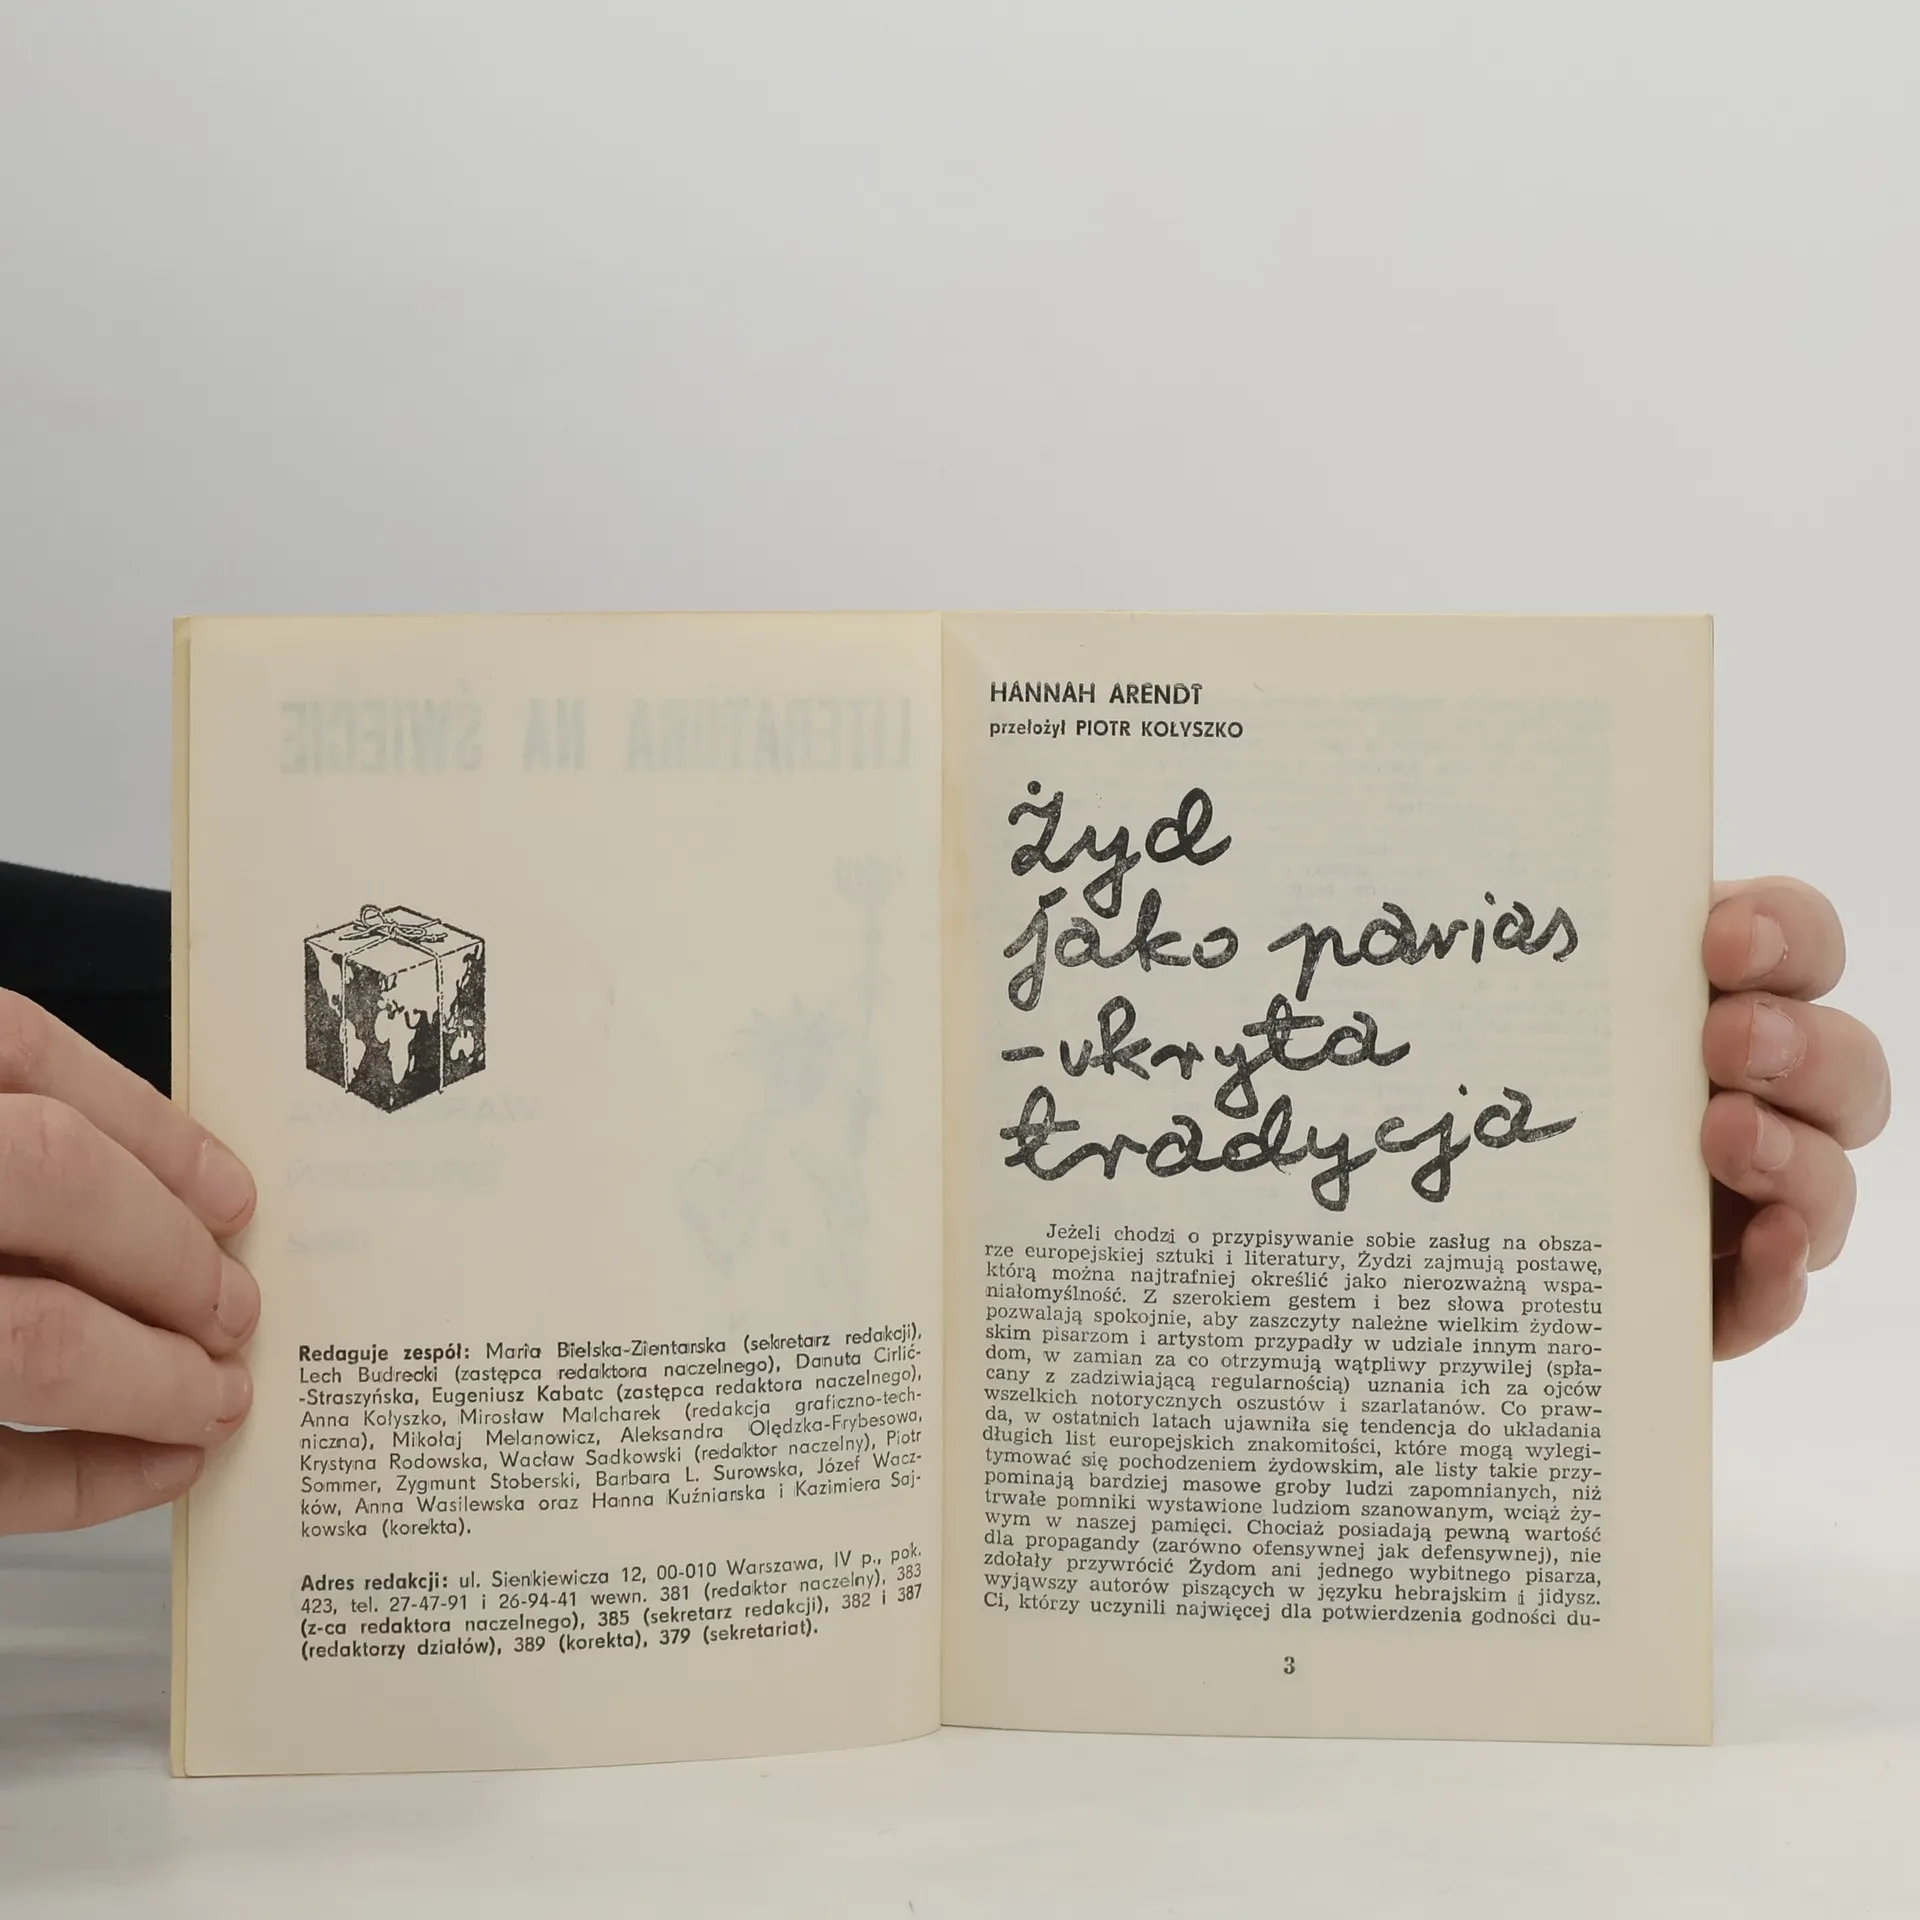 LITERATURA NA ŚWIECIE
Redaguje zespół: Maria Bielska-Zientarska (sekretarz redakcji),
Lech Budrecki (zastępca redaktora naczelnego), Danuta Cirlić-
-Straszyńska, Eugeniusz Kabatc (zastępca redaktora naczelnego),
Anna Kołyszko, Mirosław Malcharek (redakcja graficzno-tech-
niczna), Mikołaj Melanowicz, Aleksandra Olędzka-Frybesowa,
Krystyna Rodowska, Wacław Sadkowski (redaktor naczelny), Piotr
Sommer, Zygmunt Stoberski, Barbara L. Surowska, Józef Wacz-
ków, Anna Wasilewska oraz Hanna Kuźniarska i Kazimiera Saj-
kowska (korekta).
Adres redakcji: ul. Sienkiewicza 12, 00-010 Warszawa, IV p., pok.
423, tel. 27-47-91 i 26-94-41 wewn. 381 (redaktor naczelny), 383
(z-ca redaktora naczelnego), 385 (sekretarz redakcji), 382 i 387
(redaktorzy działów), 389 (korekta), 379 (sekretariat).
HANNAH ARENDT
przełożył PIOTR KOŁYSZKO
Żyd
jako parias
-ukryta
tradycja
Jeżeli chodzi o przypisywanie sobie zasług na obsza-
rze europejskiej sztuki i literatury, Żydzi zajmują postawę,
którą można najtrafniej określić jako nierozważną wspa-
niałomyślność. Z szerokiem gestem i bez słowa protestu
pozwalają spokojnie, aby zaszczyty należne wielkim żydow-
skim pisarzom i artystom przypadły w udziale innym naro-
dom, w zamian za co otrzymują wątpliwy przywilej (spła-
cany z zadziwiającą regularnością) uznania ich za ojców
wszelkich notorycznych oszustów i szarlatanów. Co praw-
da, w ostatnich latach ujawniła się tendencja do układania
długich list europejskich znakomitości, które mogą wylegi-
tymować się pochodzeniem żydowskim, ale listy takie przy-
pominają bardziej masowe groby ludzi zapomnianych, niż
trwałe pomniki wystawione ludziom szanowanym, wciąż ży-
wym w naszej pamięci. Chociaż posiadają pewną wartość
dla propagandy (zarówno ofensywnej jak defensywnej), nie
zdołały przywrócić Żydom ani jednego wybitnego pisarza,
wyjąwszy autorów piszących w języku hebrajskim i jidysz.
Ci, którzy uczynili najwięcej dla potwierdzenia godności du-
3